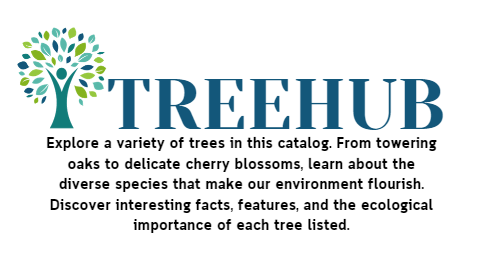 TREEHUB
Explore a variety of trees in this catalog. From towering
oaks to delicate cherry blossoms, learn about the
diverse species that make our environment flourish.
Discover interesting facts, features, and the ecological
importance of each tree listed.